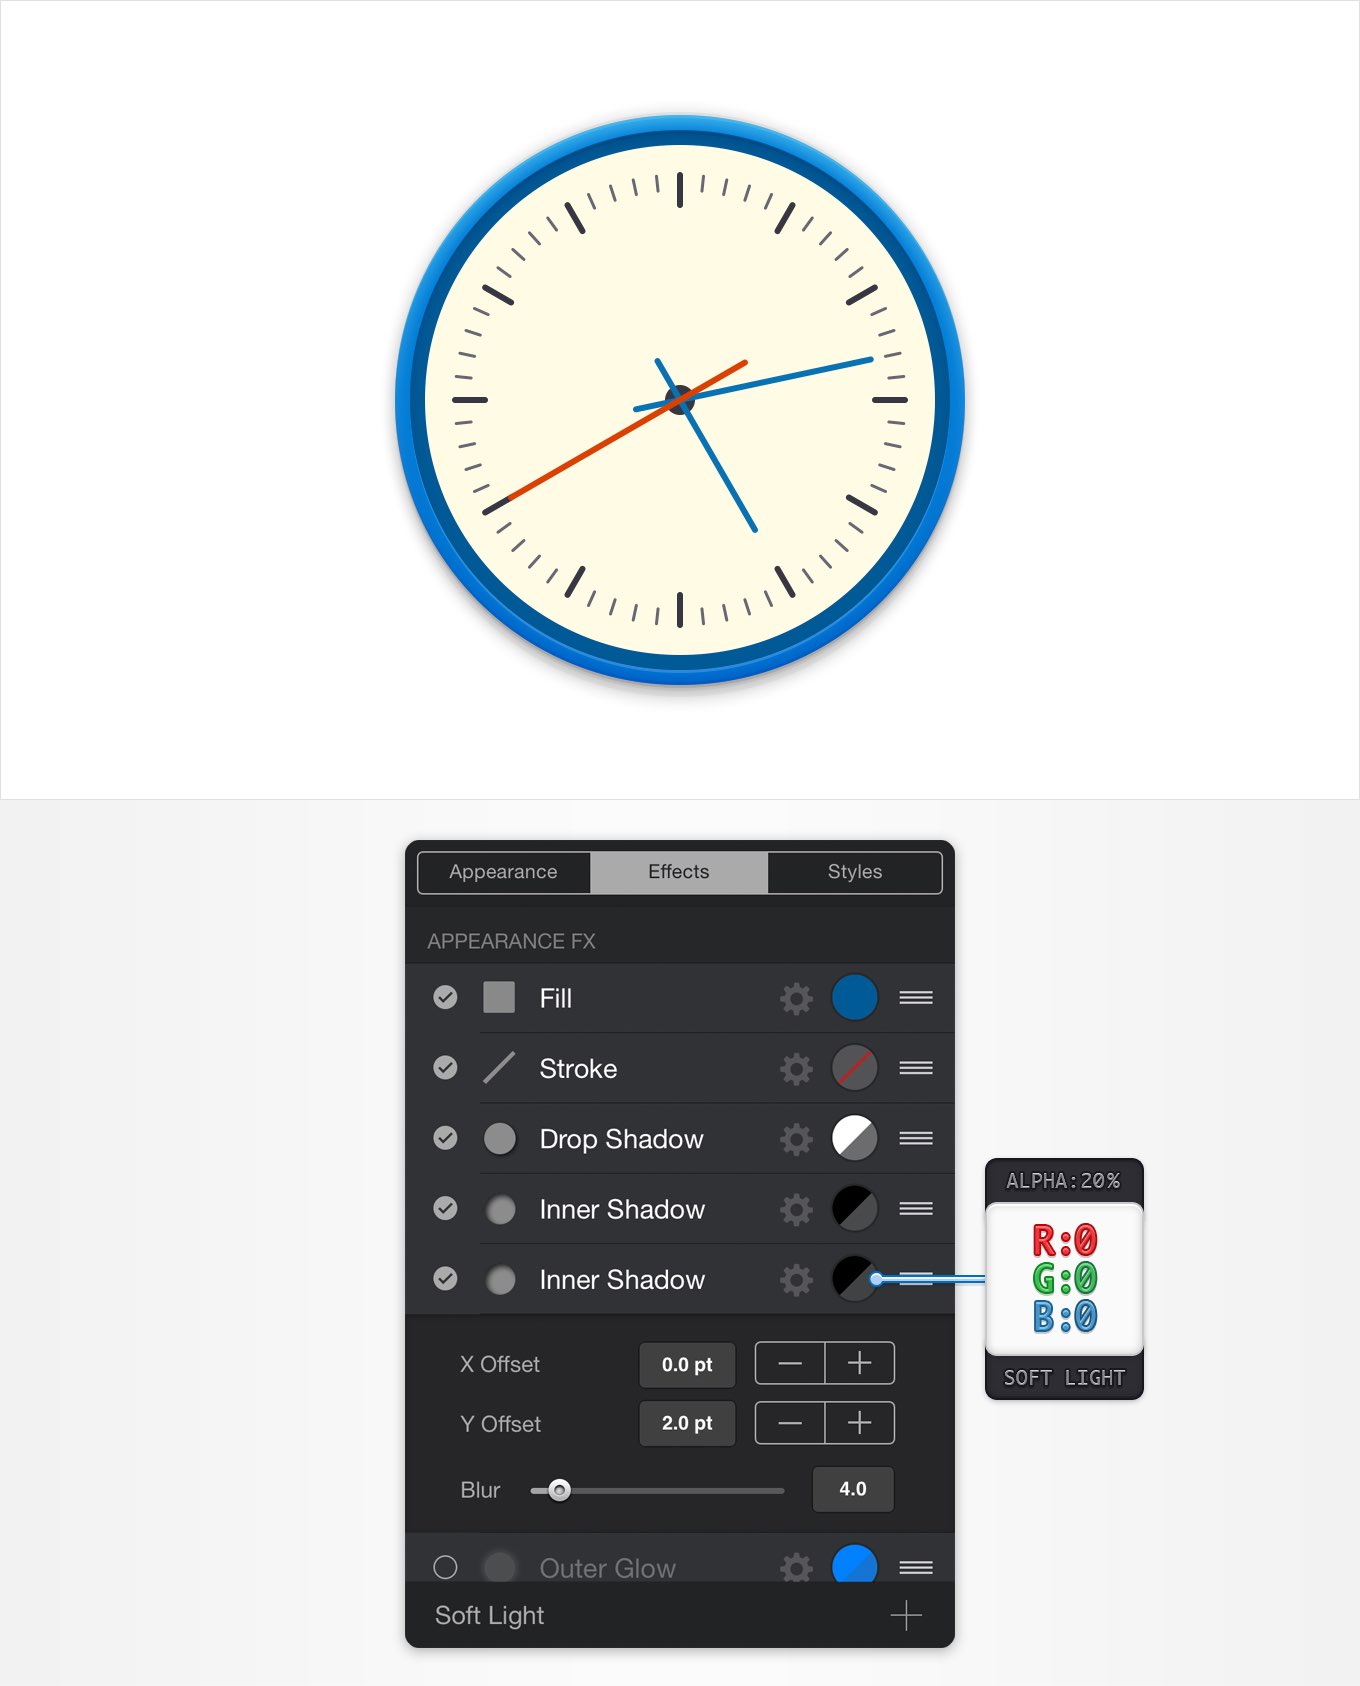 Appearance Effects Styles
APPEARANCE FX
Fill
Stroke
Drop Shadow
Inner Shadow
Inner Shadow
X Offset 0.0 pt
Y Offset 2.0 pt
Blur 4.0
Outer Glow
Soft Light
ALPHA:20%
R:0
G:0
B:0
SOFT LIGHT